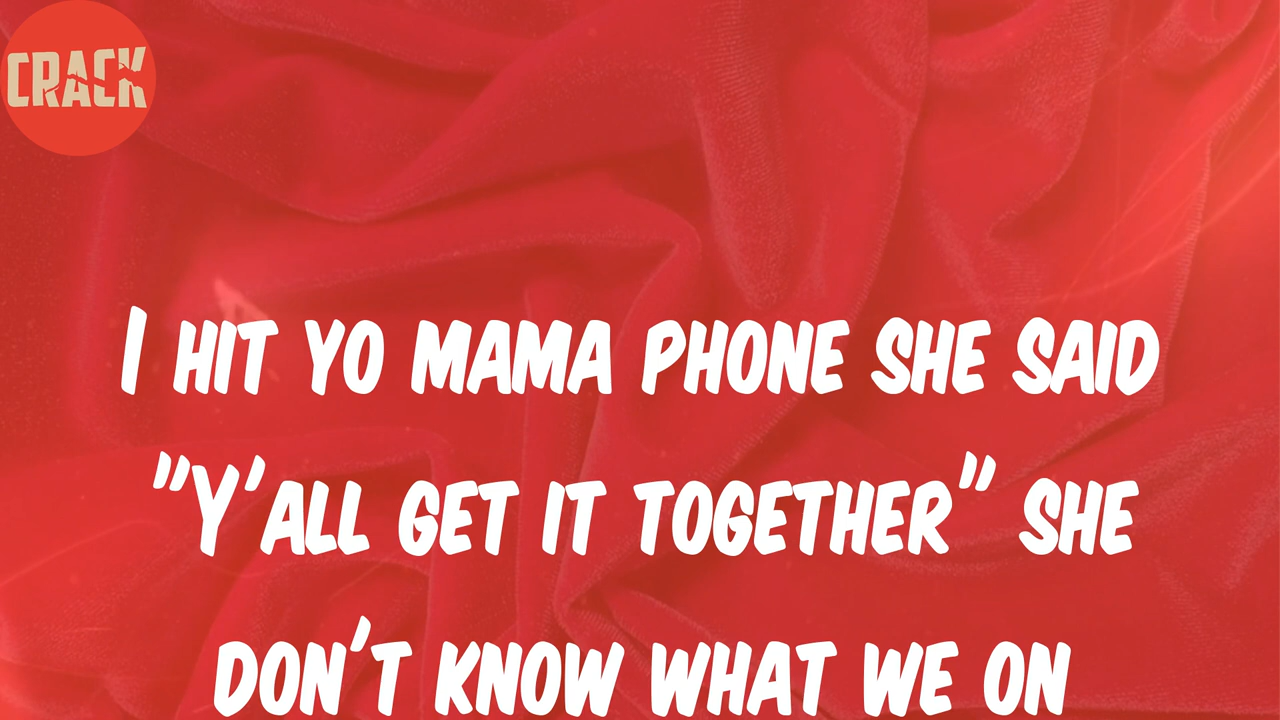 CRACK
I HIT YO MAMA PHONE SHE SAID
"Y'ALL GET IT TOGETHER" SHE
DON'T KNOW WHAT WE ON